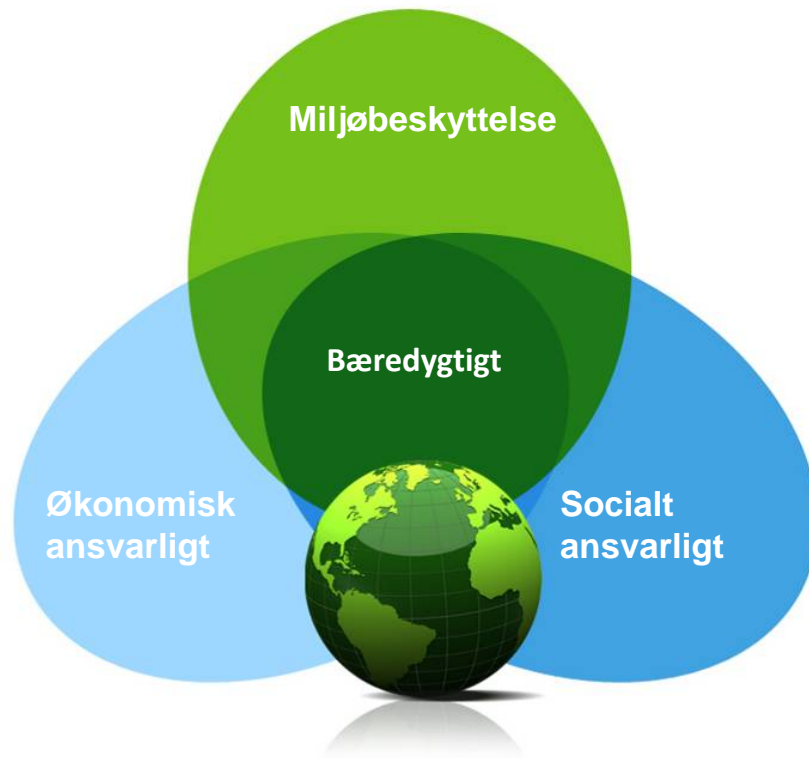 Miljøbeskyttelse
Bæredygtigt
Økonomisk
ansvarligt
Socialt
ansvarligt